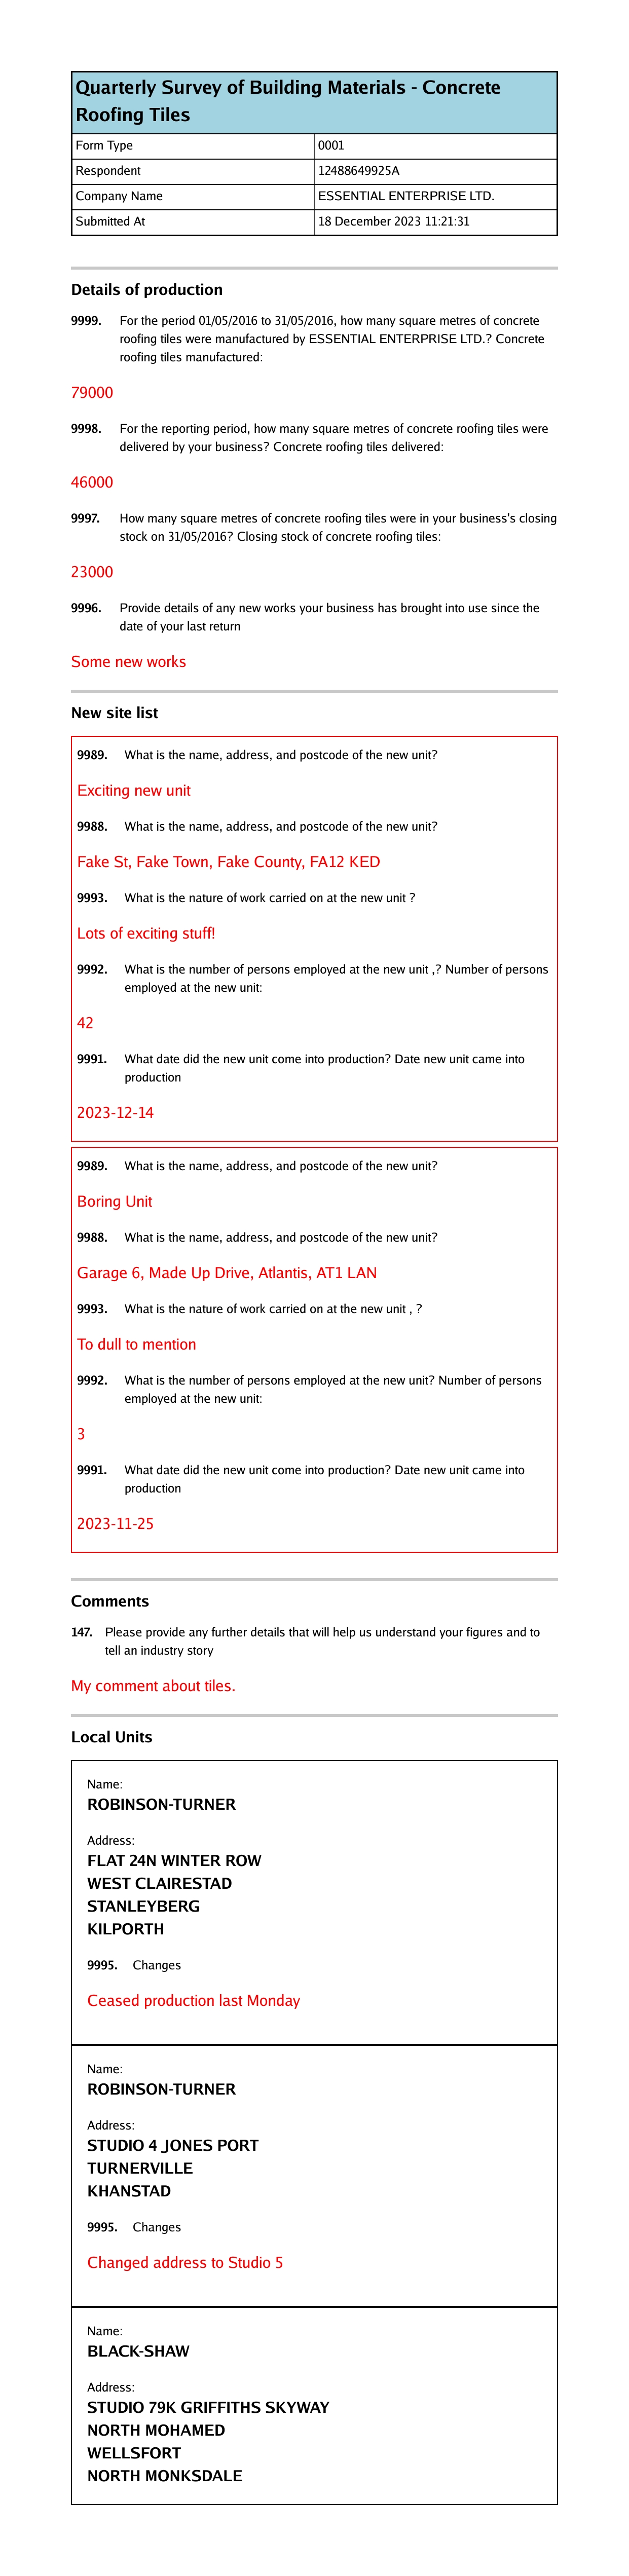 Quarterly Survey of Building Materials - Concrete
Roofing Tiles
Form Type 0001
Respondent 12488649925A
Company Name ESSENTIAL ENTERPRISE LTD.
Submitted At 18 December 2023 11:21:31
Details of production
9999. For the period 01/05/2016 to 31/05/2016, how many square metres of concrete
roofing tiles were manufactured by ESSENTIAL ENTERPRISE LTD.? Concrete
roofing tiles manufactured:
79000
9998. For the reporting period, how many square metres of concrete roofing tiles were
delivered by your business? Concrete roofing tiles delivered:
46000
9997. How many square metres of concrete roofing tiles were in your business's closing
stock on 31/05/2016? Closing stock of concrete roofing tiles:
23000
9996. Provide details of any new works your business has brought into use since the
date of your last return
Some new works
New site list
9989. What is the name, address, and postcode of the new unit?
Exciting new unit
9988. What is the name, address, and postcode of the new unit?
Fake St, Fake Town, Fake County, FA12 KED
9993. What is the nature of work carried on at the new unit ?
Lots of exciting stuff!
9992. What is the number of persons employed at the new unit ,? Number of persons
employed at the new unit:
42
9991. What date did the new unit come into production? Date new unit came into
production
2023-12-14
9989. What is the name, address, and postcode of the new unit?
Boring Unit
9988. What is the name, address, and postcode of the new unit?
Garage 6, Made Up Drive, Atlantis, AT1 LAN
9993. What is the nature of work carried on at the new unit , ?
To dull to mention
9992. What is the number of persons employed at the new unit? Number of persons
employed at the new unit:
3
9991. What date did the new unit come into production? Date new unit came into
production
2023-11-25
Comments
147. Please provide any further details that will help us understand your figures and to
tell an industry story
My comment about tiles.
Local Units
Name:
ROBINSON-TURNER
Address:
FLAT 24N WINTER ROW
WEST CLAIRESTAD
STANLEYBERG
KILPORTH
9995. Changes
Ceased production last Monday
Name:
ROBINSON-TURNER
Address:
STUDIO 4 JONES PORT
TURNERVILLE
KHANSTAD
9995. Changes
Changed address to Studio 5
Name:
BLACK-SHAW
Address:
STUDIO 79K GRIFFITHS SKYWAY
NORTH MOHAMED
WELLSFORT
NORTH MONKSDALE